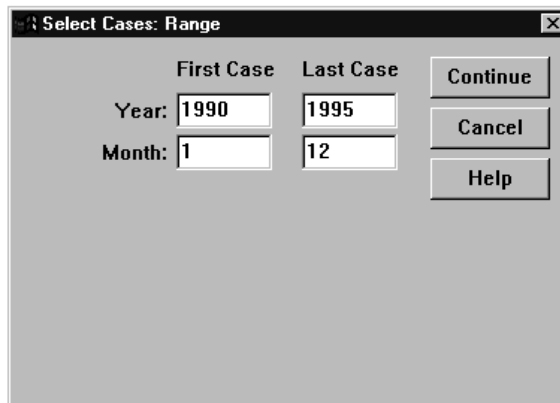 Select Cases: Range
First Case Last Case
Year: 1990 1995
Month: 1 12
Continue
Cancel
Help